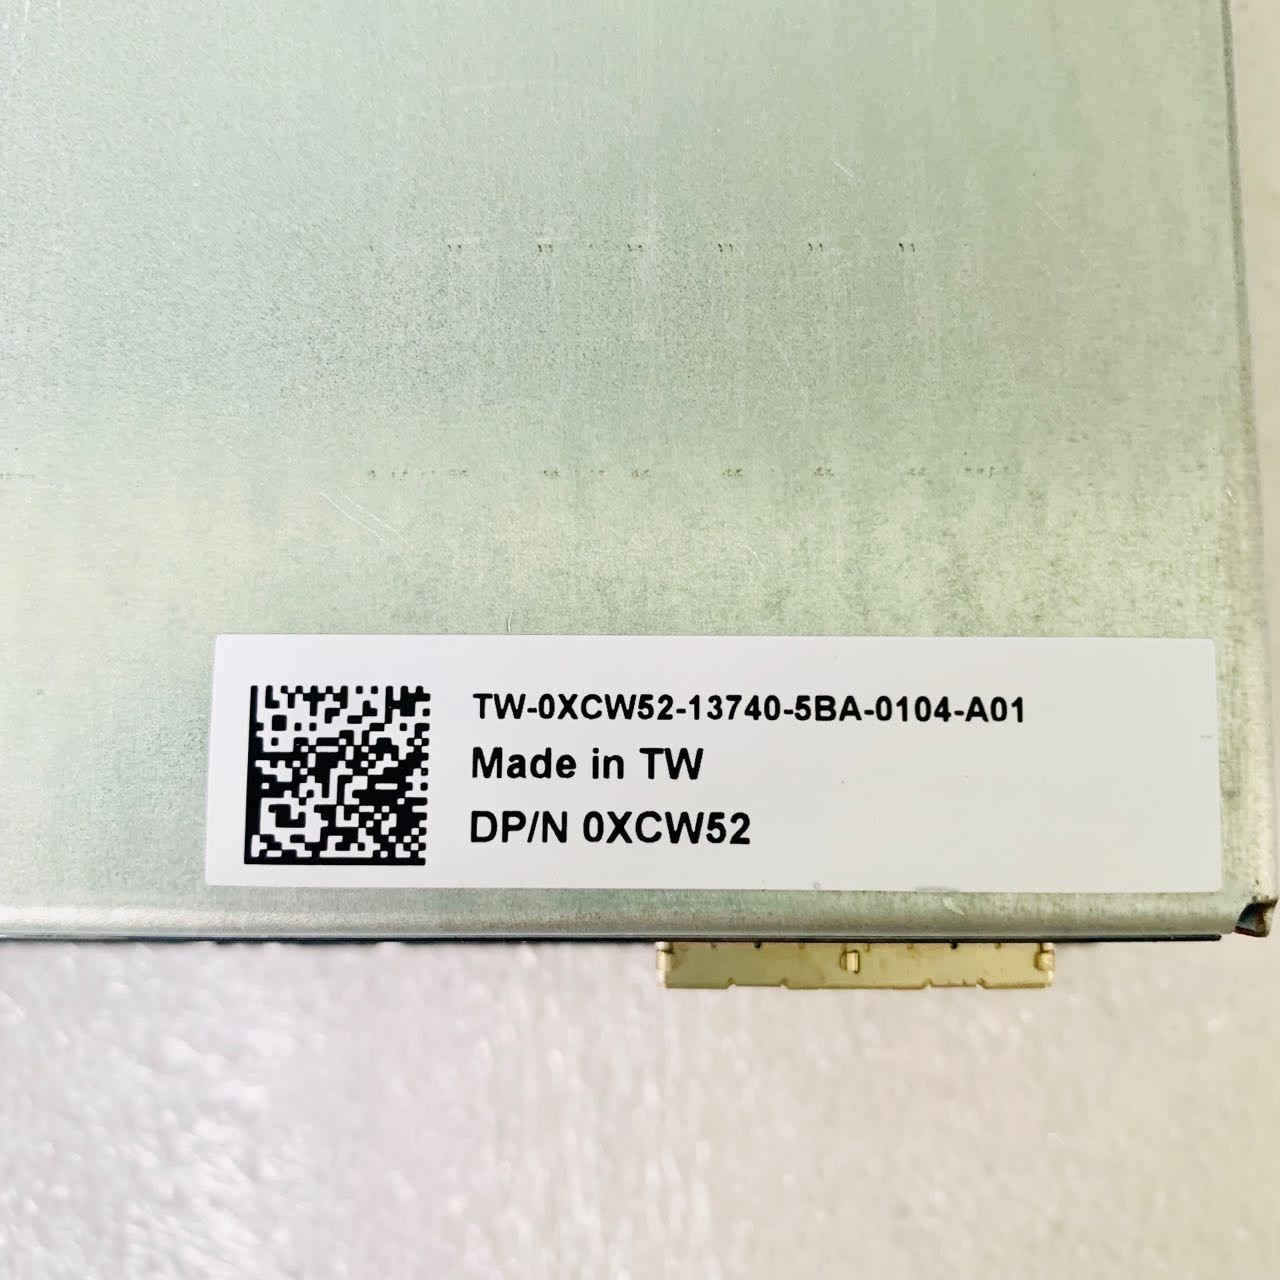 TW-0XCW52-13740-5BA-0104-A01
Made in TW
DP/N 0XCW52